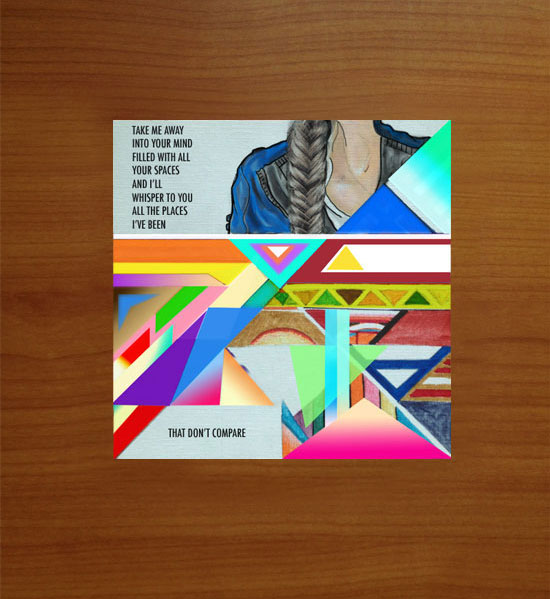 TAKE ME AWAY
INTO YOUR MIND
FILLED WITH ALL
YOUR SPACES
AND I'LL
WHISPER TO YOU
ALL THE PLACES
I'VE BEEN
THAT DON'T COMPARE